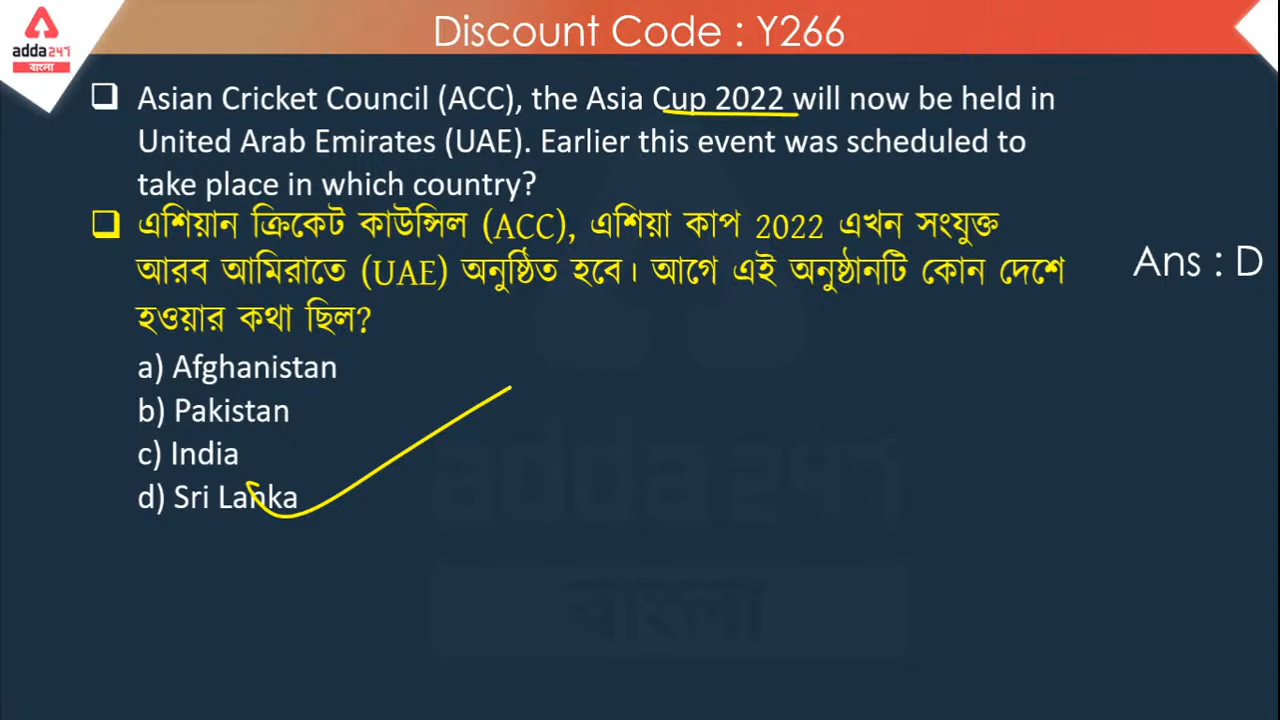 Discount Code : Y266
adda247
বাংলা
Asian Cricket Council (ACC), the Asia Cup 2022 will now be held in
United Arab Emirates (UAE). Earlier this event was scheduled to
take place in which country?
এশিয়ান ক্রিকেট কাউন্সিল (ACC), এশিয়া কাপ 2022 এখন সংযুক্ত
আরব আমিরাতে (UAE) অনুষ্ঠিত হবে। আগে এই অনুষ্ঠানটি কোন দেশে
হওয়ার কথা ছিল?
Ans : D
a) Afghanistan
b) Pakistan
c) India
d) Sri Lanka
adda247
বাংলা